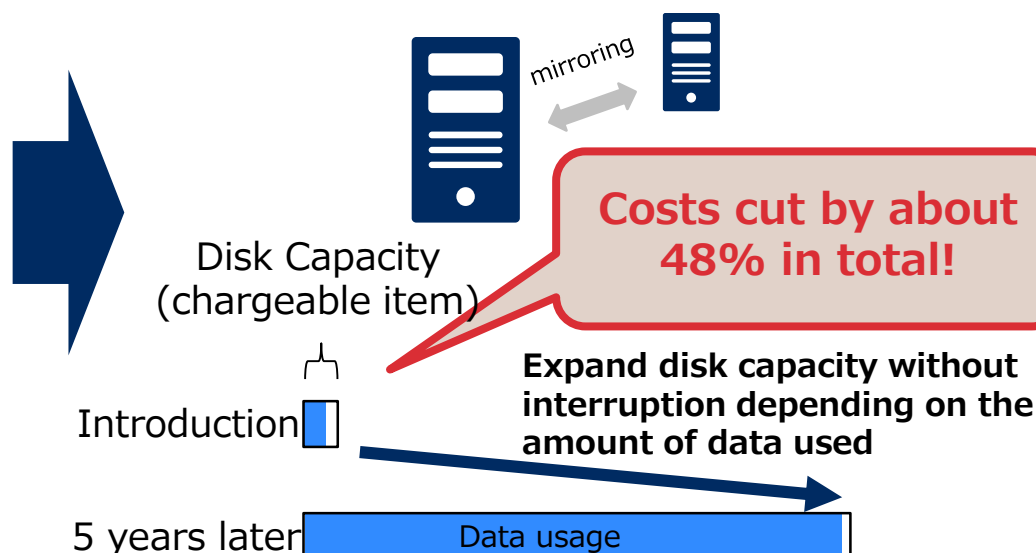 mirroring
Costs cut by about
48% in total!
Disk Capacity
(chargeable item)
Expand disk capacity without
interruption depending on the
amount of data used
Introduction
5 years later
Data usage